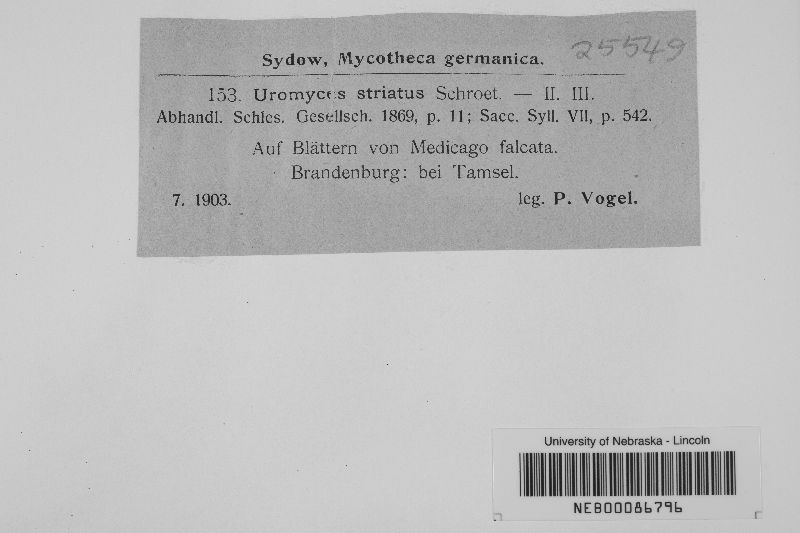 Sydow, Mycotheca germanica. 25549
153. Uromyces striatus Schroet. — II. III.
Abhandl. Schles. Gesellsch. 1869, p. 11; Sacc. Syll. VII, p. 542.
Auf Blättern von Medicago falcata.
Brandenburg: bei Tamsel.
7. 1903. leg. P. Vogel.
University of Nebraska - Lincoln
NEB00086796